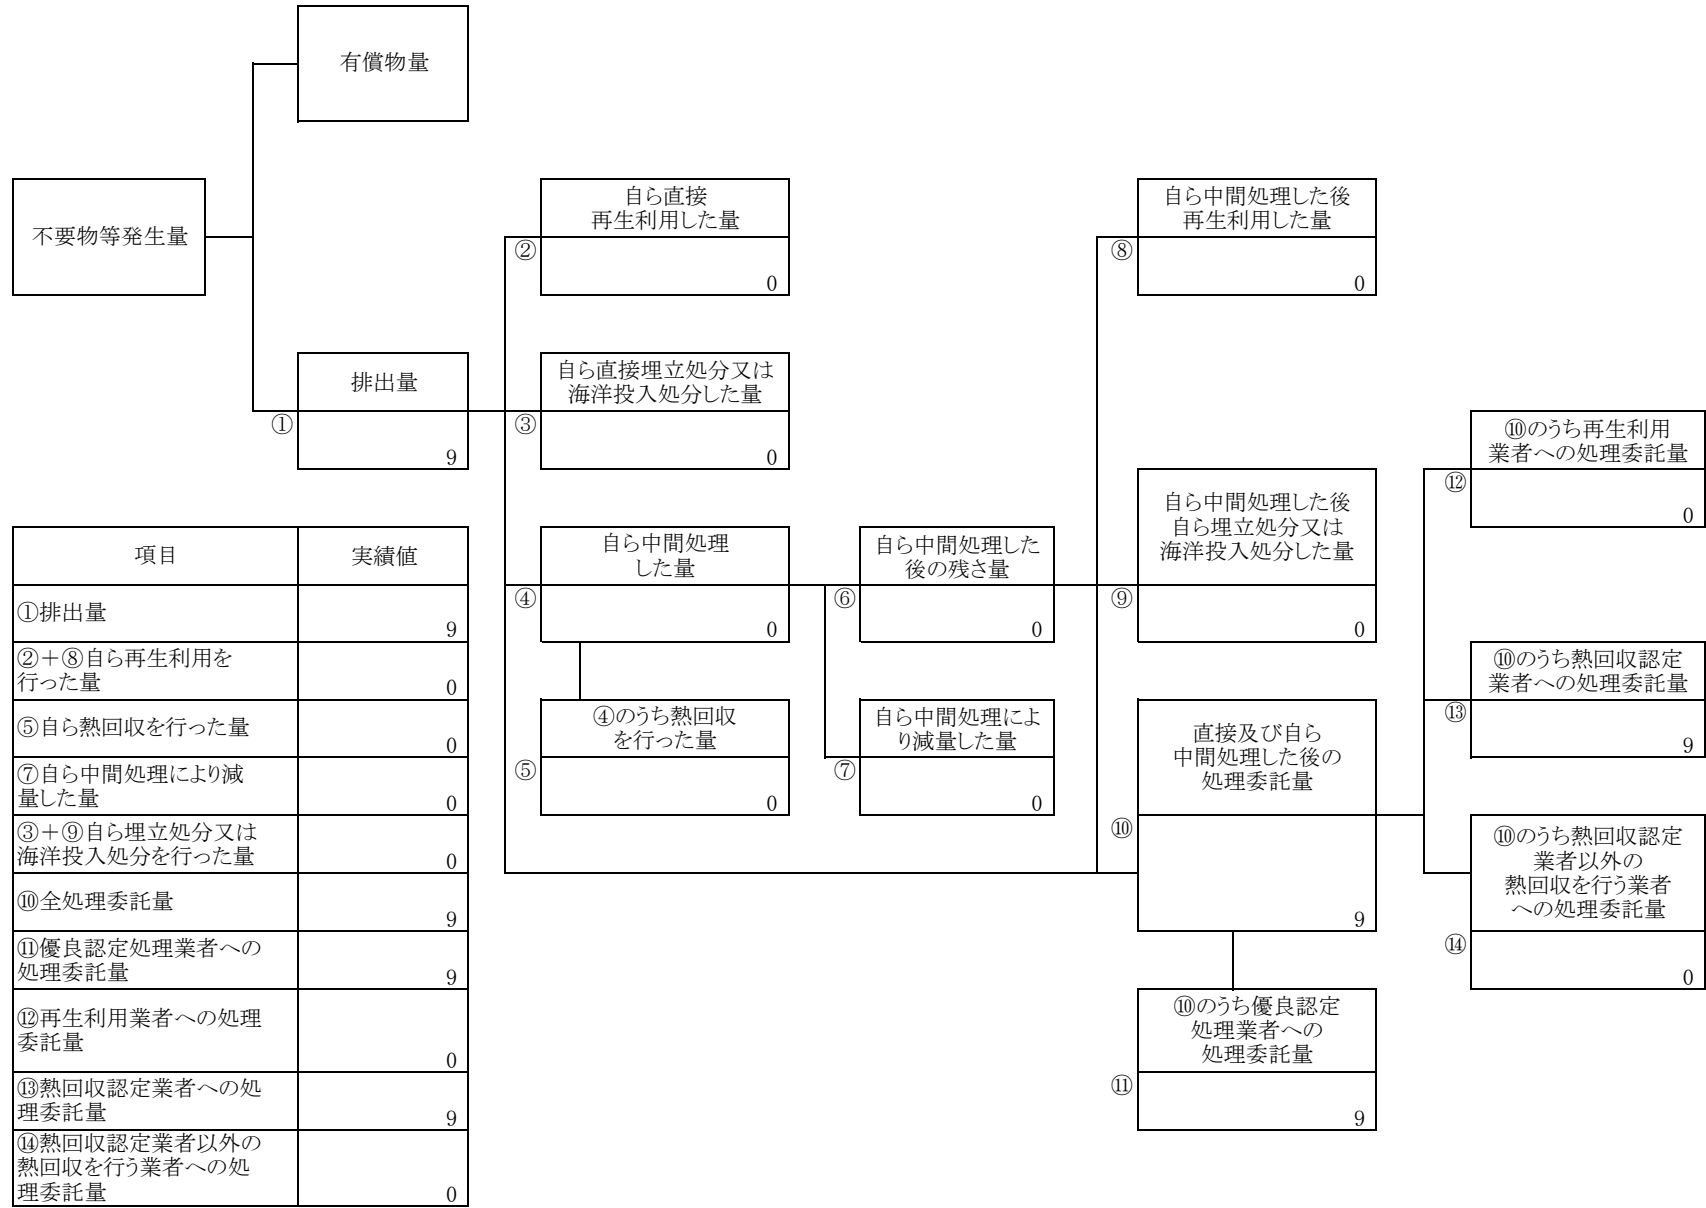 有償物量
不要物等発生量
排出量
①
9
自ら直接
再生利用した量
②
0
自ら直接埋立処分又は
海洋投入処分した量
③
0
自ら中間処理
した量
④
0
④のうち熱回収
を行った量
⑤
0
自ら中間処理した
後の残さ量
⑥
0
自ら中間処理によ
り減量した量
⑦
0
自ら中間処理した後
再生利用した量
⑧
0
自ら中間処理した後
自ら埋立処分又は
海洋投入処分した量
⑨
0
直接及び自ら
中間処理した後の
処理委託量
⑩
9
⑩のうち優良認定
処理業者への
処理委託量
⑪
9
⑩のうち再生利用
業者への処理委託量
⑫
0
⑩のうち熱回収認定
業者への処理委託量
⑬
9
⑩のうち熱回収認定
業者以外の
熱回収を行う業者
への処理委託量
⑭
0
項目 実績値
①排出量
9
②＋⑧自ら再生利用を
行った量
0
⑤自ら熱回収を行った量
0
⑦自ら中間処理により減
量した量
0
③＋⑨自ら埋立処分又は
海洋投入処分を行った量
0
⑩全処理委託量
9
⑪優良認定処理業者への
処理委託量
9
⑫再生利用業者への処理
委託量
0
⑬熱回収認定業者への処
理委託量
9
⑭熱回収認定業者以外の
熱回収を行う業者への処
理委託量
0